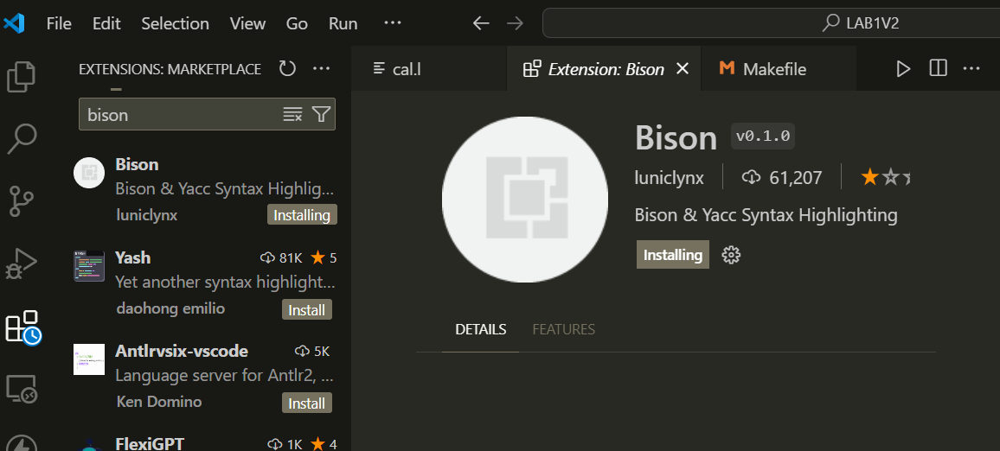 File Edit Selection View Go Run ··· LAB1V2
EXTENSIONS: MARKETPLACE ···
cal.l Extension: Bison Makefile ···
bison
Bison
Bison & Yacc Syntax Highlig...
luniclynx Installing
Yash 81K 5
Yet another syntax highlight...
daohong emilio Install
Antlrvsix-vscode 5K
Language server for Antlr2, ...
Ken Domino Install
FlexiGPT 1K 4
Bison v0.1.0
luniclynx 61,207
Bison & Yacc Syntax Highlighting
Installing
DETAILS FEATURES